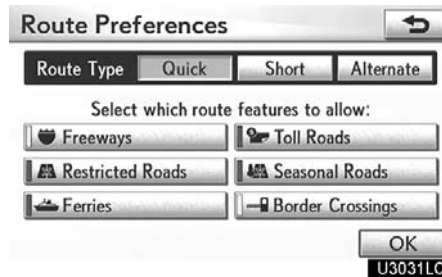 Route Preferences
Route Type Quick Short Alternate
Select which route features to allow:
Freeways Toll Roads
Restricted Roads Seasonal Roads
Ferries Border Crossings
OK
U3031LC